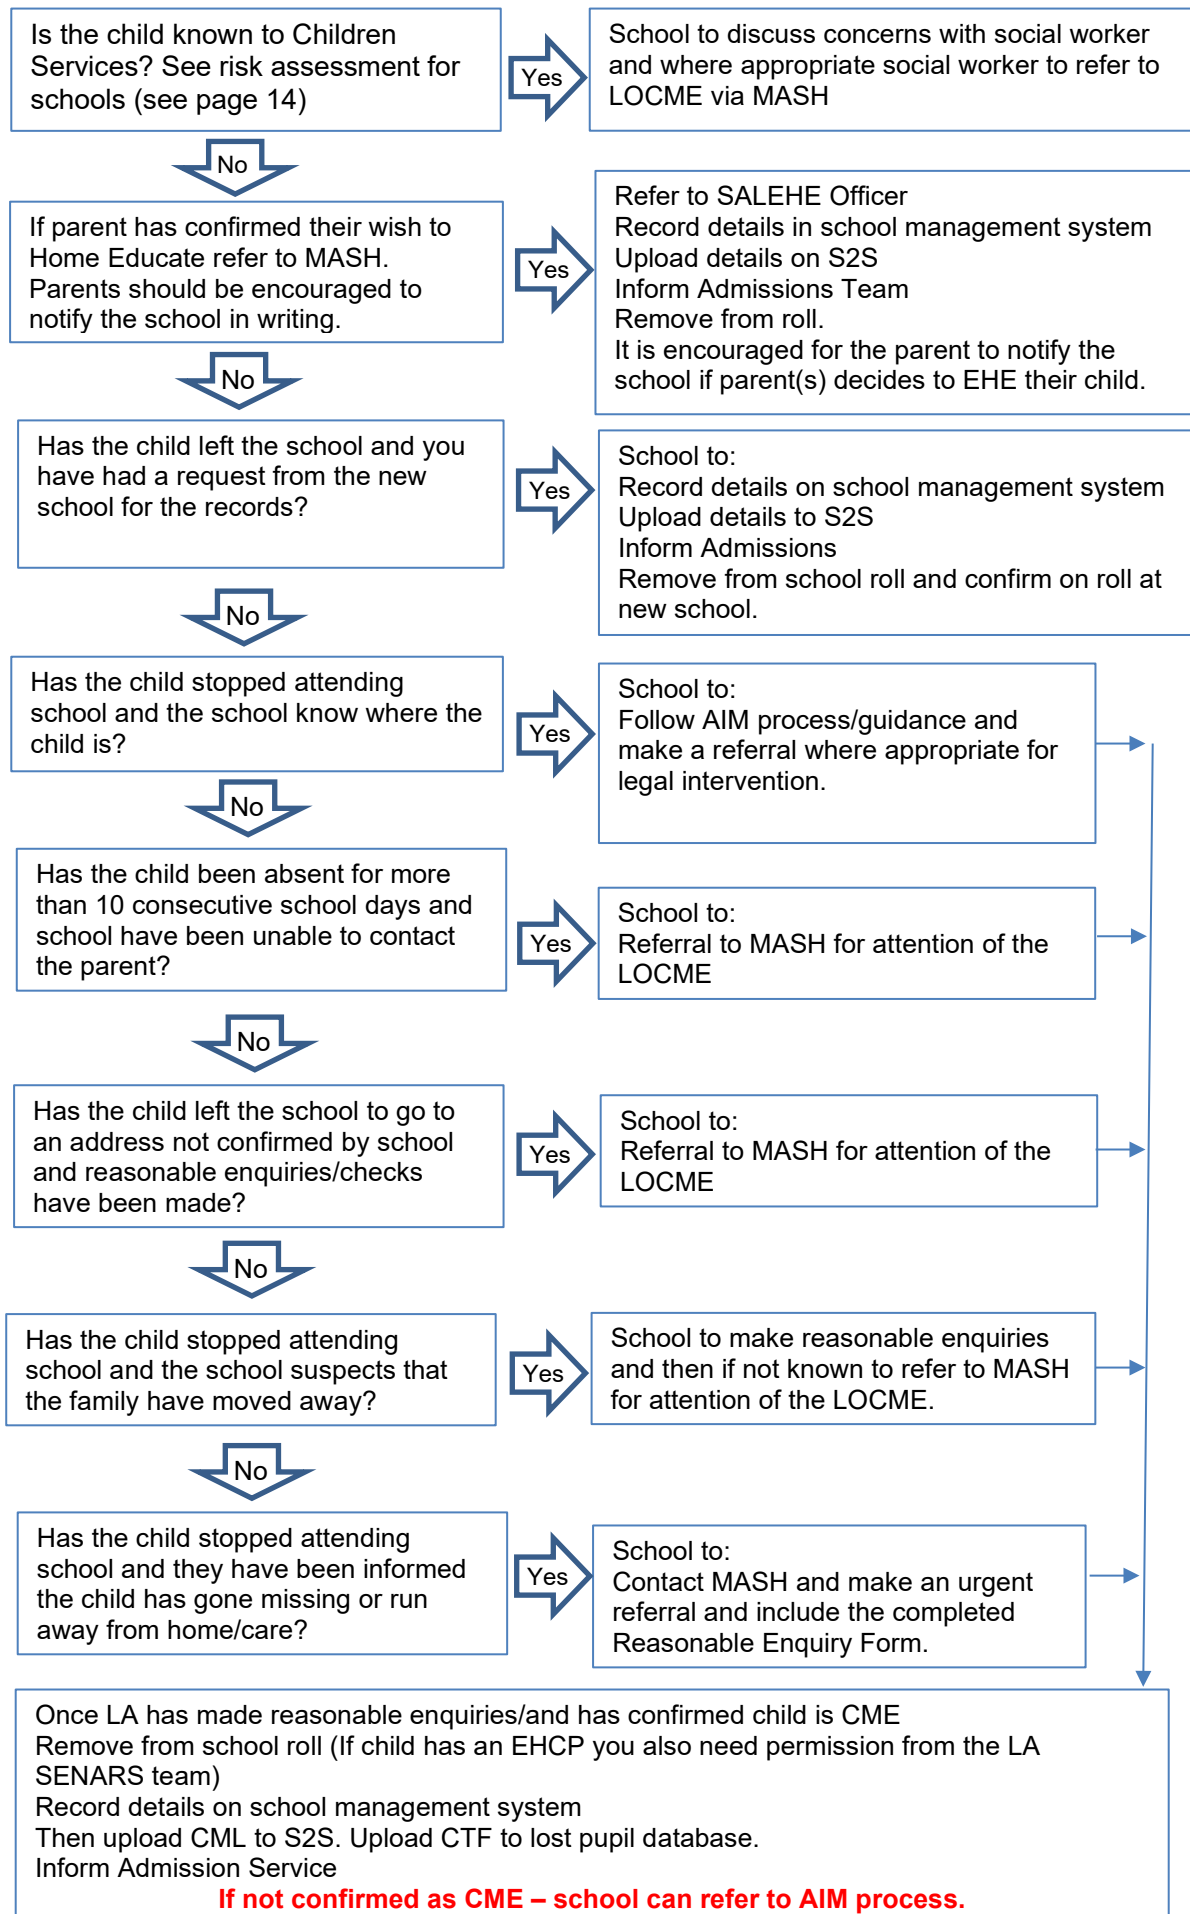 Is the child known to Children
Services? See risk assessment for
schools (see page 14)
Yes
School to discuss concerns with social worker
and where appropriate social worker to refer to
LOCME via MASH
No
If parent has confirmed their wish to
Home Educate refer to MASH.
Parents should be encouraged to
notify the school in writing.
Yes
Refer to SALEHE Officer
Record details in school management system
Upload details on S2S
Inform Admissions Team
Remove from roll.
It is encouraged for the parent to notify the
school if parent(s) decides to EHE their child.
No
Has the child left the school and you
have had a request from the new
school for the records?
Yes
School to:
Record details on school management system
Upload details to S2S
Inform Admissions
Remove from school roll and confirm on roll at
new school.
No
Has the child stopped attending
school and the school know where the
child is?
Yes
School to:
Follow AIM process/guidance and
make a referral where appropriate for
legal intervention.
No
Has the child been absent for more
than 10 consecutive school days and
school have been unable to contact
the parent?
Yes
School to:
Referral to MASH for attention of the
LOCME
No
Has the child left the school to go to
an address not confirmed by school
and reasonable enquiries/checks
have been made?
Yes
School to:
Referral to MASH for attention of the
LOCME
No
Has the child stopped attending
school and the school suspects that
the family have moved away?
Yes
School to make reasonable enquiries
and then if not known to refer to MASH
for attention of the LOCME.
No
Has the child stopped attending
school and they have been informed
the child has gone missing or run
away from home/care?
Yes
School to:
Contact MASH and make an urgent
referral and include the completed
Reasonable Enquiry Form.
Once LA has made reasonable enquiries/and has confirmed child is CME
Remove from school roll (If child has an EHCP you also need permission from the LA
SENARS team)
Record details on school management system
Then upload CML to S2S. Upload CTF to lost pupil database.
Inform Admission Service
If not confirmed as CME – school can refer to AIM process.